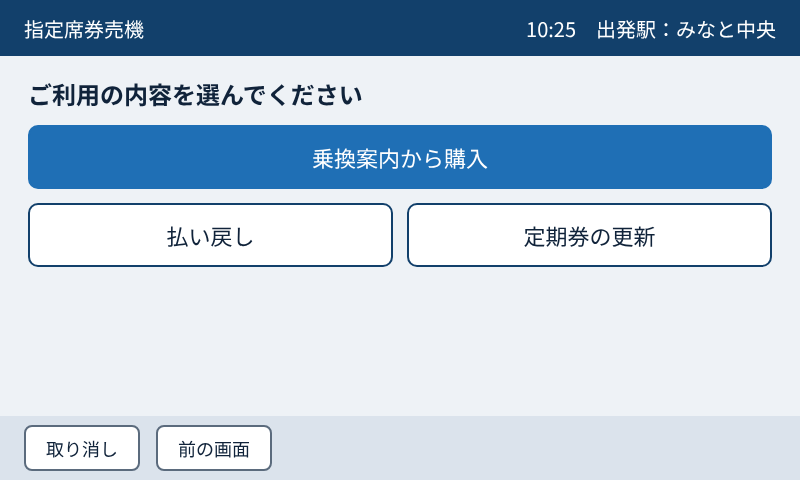 指定席券売機
10:25 出発駅：みなと中央
ご利用の内容を選んでください
乗換案内から購入
払い戻し
定期券の更新
取り消し
前の画面